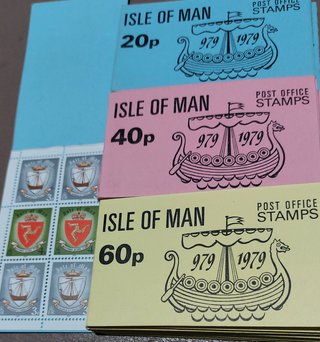 ISLE OF MAN
POST OFFICE
STAMPS
20p
979 1979
ISLE OF MAN
POST OFFICE
STAMPS
40p
979 1979
ISLE OF MAN
POST OFFICE
STAMPS
60p
979 1979